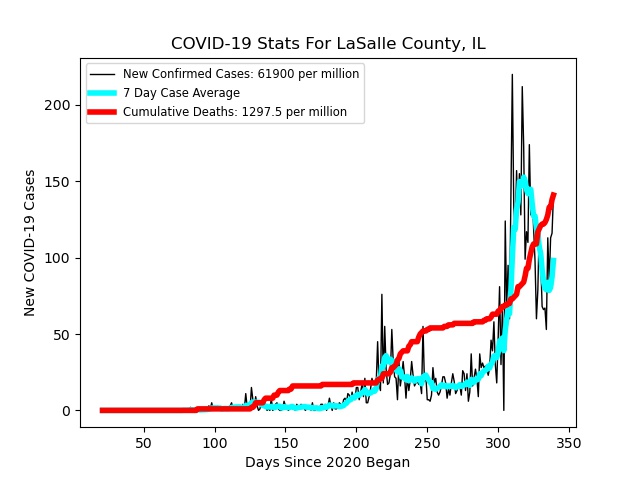 COVID-19 Stats For LaSalle County, IL
New Confirmed Cases: 61900 per million
7 Day Case Average
Cumulative Deaths: 1297.5 per million
New COVID-19 Cases
200
150
100
50
0
50 100 150 200 250 300 350
Days Since 2020 Began